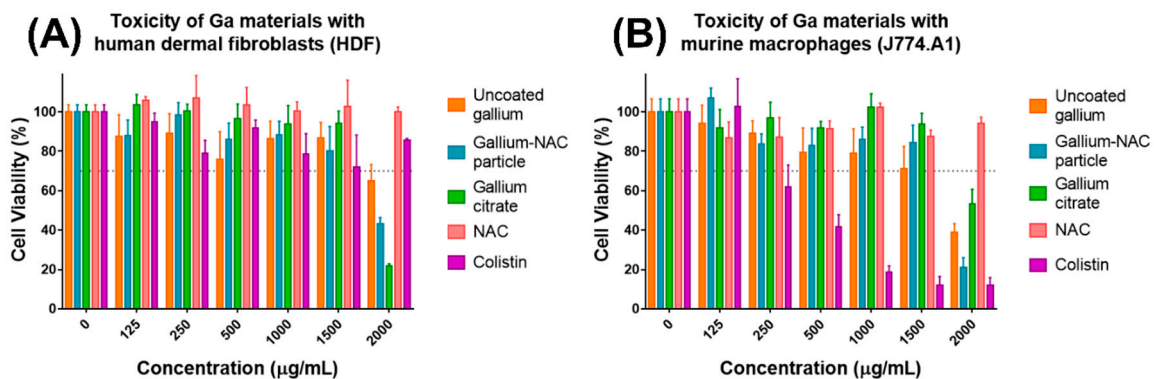 (A)
Toxicity of Ga materials with
human dermal fibroblasts (HDF)
Cell Viability (%)
100
80
60
40
20
0
0
125
250
500
1000
1500
2000
Concentration (μg/mL)
Uncoated
gallium
Gallium-NAC
particle
Gallium
citrate
NAC
Colistin
(B)
Toxicity of Ga materials with
murine macrophages (J774.A1)
Cell Viability (%)
100
80
60
40
20
0
0
125
250
500
1000
1500
2000
Concentration (μg/mL)
Uncoated
gallium
Gallium-NAC
particle
Gallium
citrate
NAC
Colistin